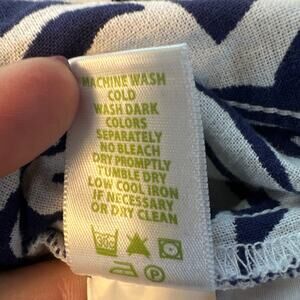 MACHINE WASH
COLD
WASH DARK
COLORS
SEPARATELY
NO BLEACH
DRY PROMPTLY
TUMBLE DRY
LOW COOL IRON
IF NECESSARY
OR DRY CLEAN
30
P